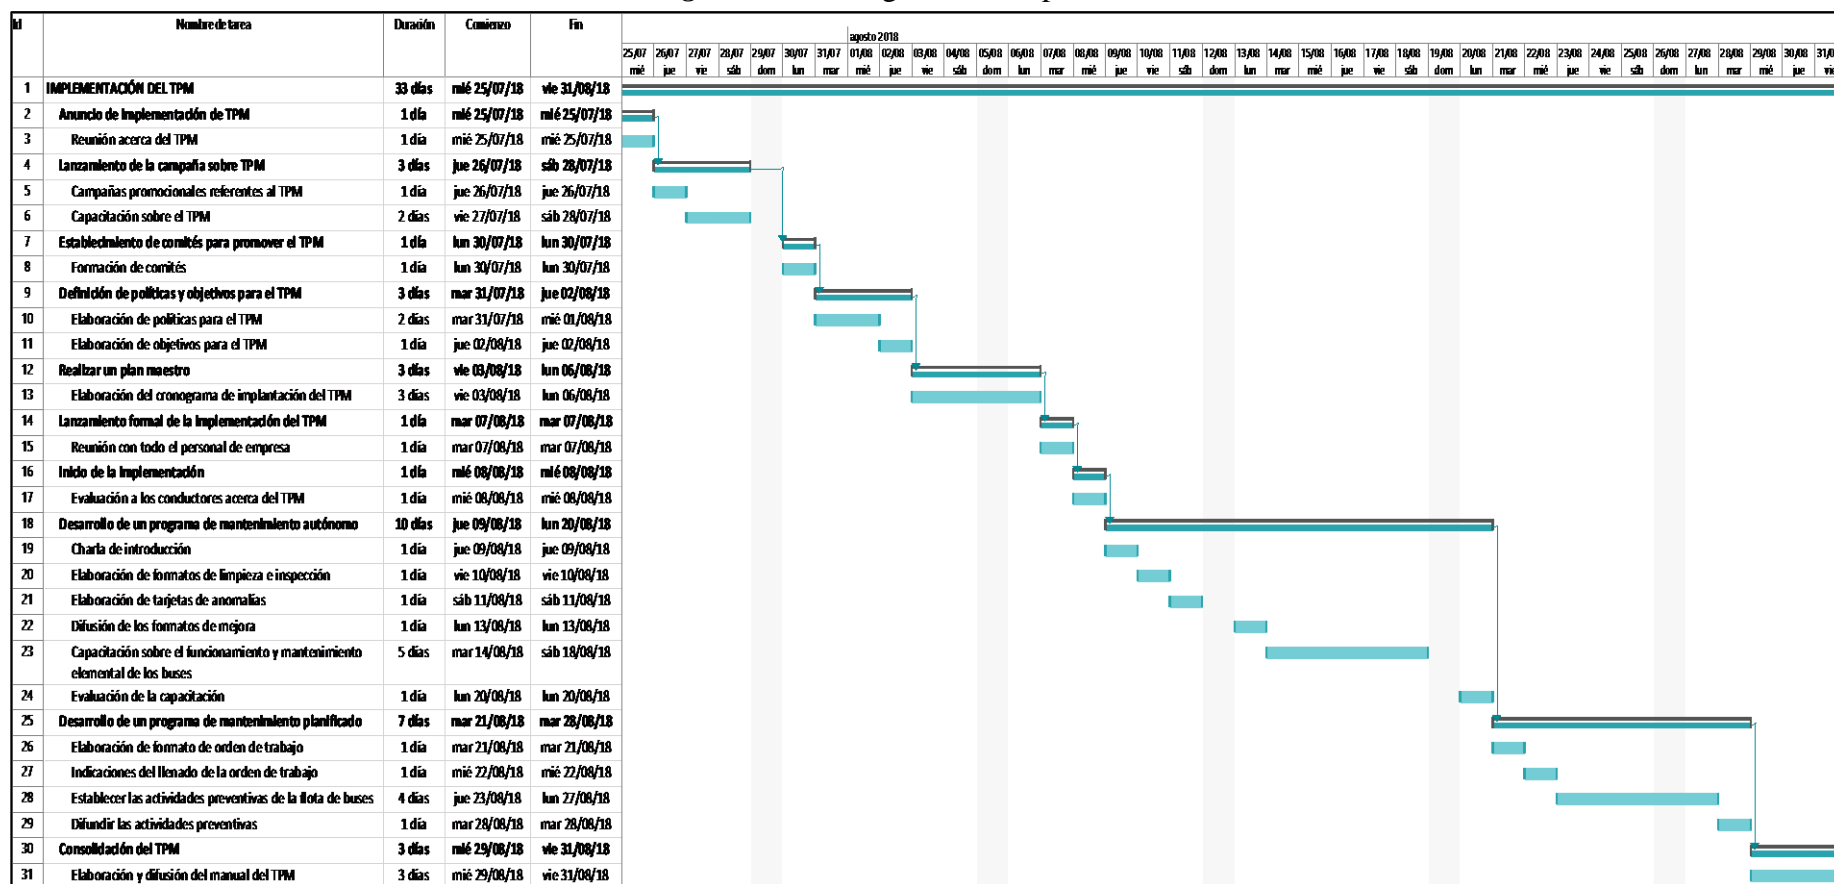 Id Nombre de tarea Duración Comienzo Fin
agosto 2018
25/07 26/07 27/07 28/07 29/07 30/07 31/07 01/08 02/08 03/08 04/08 05/08 06/08 07/08 08/08 09/08 10/08 11/08 12/08 13/08 14/08 15/08 16/08 17/08 18/08 19/08 20/08 21/08 22/08 23/08 24/08 25/08 26/08 27/08 28/08 29/08 30/08
mié jue vie sáb dom lun mar mié jue vie sáb dom lun mar mié jue vie sáb dom lun mar mié jue vie sáb dom lun mar mié jue vie sáb dom lun mar mié jue
1 IMPLEMENTACIÓN DEL TPM 33 días mié 25/07/18 vie 31/08/18
2 Anuncio de implementación de TPM 1 día mié 25/07/18 mié 25/07/18
3 Reunión acerca del TPM 1 día mié 25/07/18 mié 25/07/18
4 Lanzamiento de la campaña sobre TPM 3 días jue 26/07/18 sáb 28/07/18
5 Campañas promocionales referentes al TPM 1 día jue 26/07/18 jue 26/07/18
6 Capacitación sobre el TPM 2 días vie 27/07/18 sáb 28/07/18
7 Establecimiento de comités para promover el TPM 1 día lun 30/07/18 lun 30/07/18
8 Formación de comités 1 día lun 30/07/18 lun 30/07/18
9 Definición de políticas y objetivos para el TPM 3 días mar 31/07/18 jue 02/08/18
10 Elaboración de políticas para el TPM 2 días mar 31/07/18 mié 01/08/18
11 Elaboración de objetivos para el TPM 1 día jue 02/08/18 jue 02/08/18
12 Realizar un plan maestro 3 días vie 03/08/18 lun 06/08/18
13 Elaboración del cronograma de implantación del TPM 3 días vie 03/08/18 lun 06/08/18
14 Lanzamiento formal de la implementación del TPM 1 día mar 07/08/18 mar 07/08/18
15 Reunión con todo el personal de empresa 1 día mar 07/08/18 mar 07/08/18
16 Inicio de la implementación 1 día mié 08/08/18 mié 08/08/18
17 Evaluación a los conductores acerca del TPM 1 día mié 08/08/18 mié 08/08/18
18 Desarrollo de un programa de mantenimiento autónomo 10 días jue 09/08/18 lun 20/08/18
19 Charla de introducción 1 día jue 09/08/18 jue 09/08/18
20 Elaboración de formatos de limpieza e inspección 1 día vie 10/08/18 vie 10/08/18
21 Elaboración de tarjetas de anomalías 1 día sáb 11/08/18 sáb 11/08/18
22 Difusión de los formatos de mejora 1 día lun 13/08/18 lun 13/08/18
23 Capacitación sobre el funcionamiento y mantenimiento 5 días mar 14/08/18 sáb 18/08/18
elemental de los buses
24 Evaluación de la capacitación 1 día lun 20/08/18 lun 20/08/18
25 Desarrollo de un programa de mantenimiento planificado 7 días mar 21/08/18 mar 28/08/18
26 Elaboración de formato de orden de trabajo 1 día mar 21/08/18 mar 21/08/18
27 Indicaciones del llenado de la orden de trabajo 1 día mié 22/08/18 mié 22/08/18
28 Establecer las actividades preventivas de la flota de buses 4 días jue 23/08/18 lun 27/08/18
29 Difundir las actividades preventivas 1 día mar 28/08/18 mar 28/08/18
30 Consolidación del TPM 3 días mié 29/08/18 vie 31/08/18
31 Elaboración y difusión del manual del TPM 3 días mié 29/08/18 vie 31/08/18